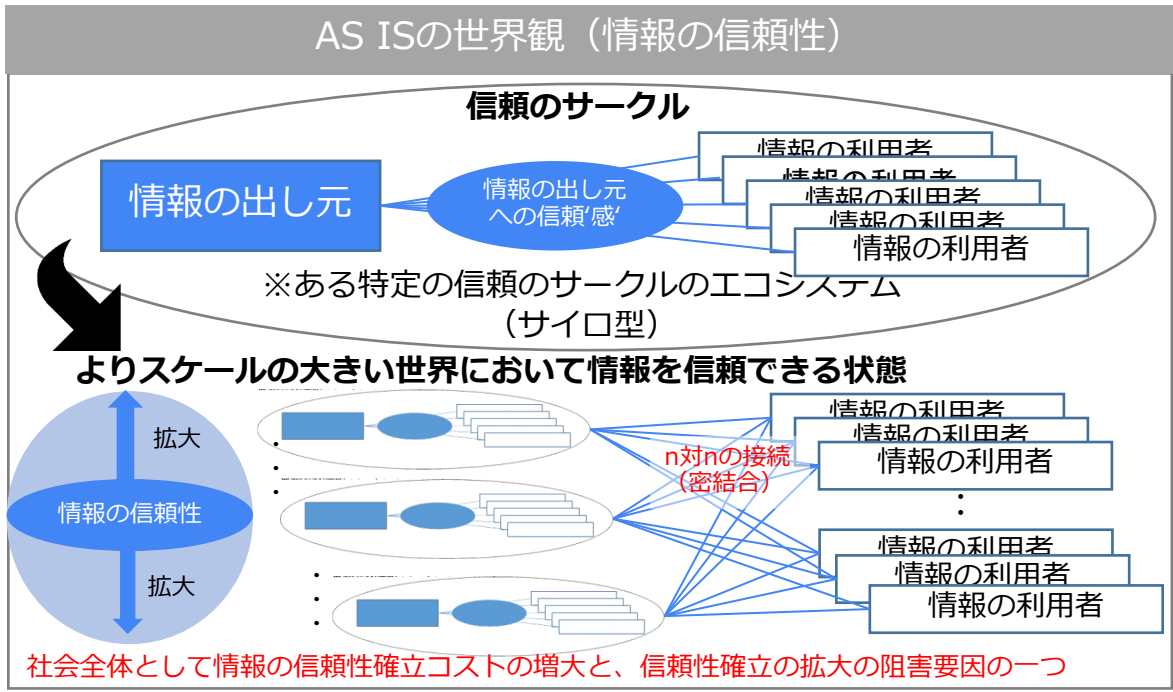 AS ISの世界観（情報の信頼性）
信頼のサークル
情報の出し元
情報の出し元
への信頼‘感‘
情報の利用者
情報の利用者
情報の利用者
情報の利用者
情報の利用者
※ある特定の信頼のサークルのエコシステム
（サイロ型）
よりスケールの大きい世界において情報を信頼できる状態
拡大
情報の信頼性
拡大
n対nの接続
（密結合）
情報の利用者
情報の利用者
情報の利用者
情報の利用者
情報の利用者
情報の利用者
社会全体として情報の信頼性確立コストの増大と、信頼性確立の拡大の阻害要因の一つ